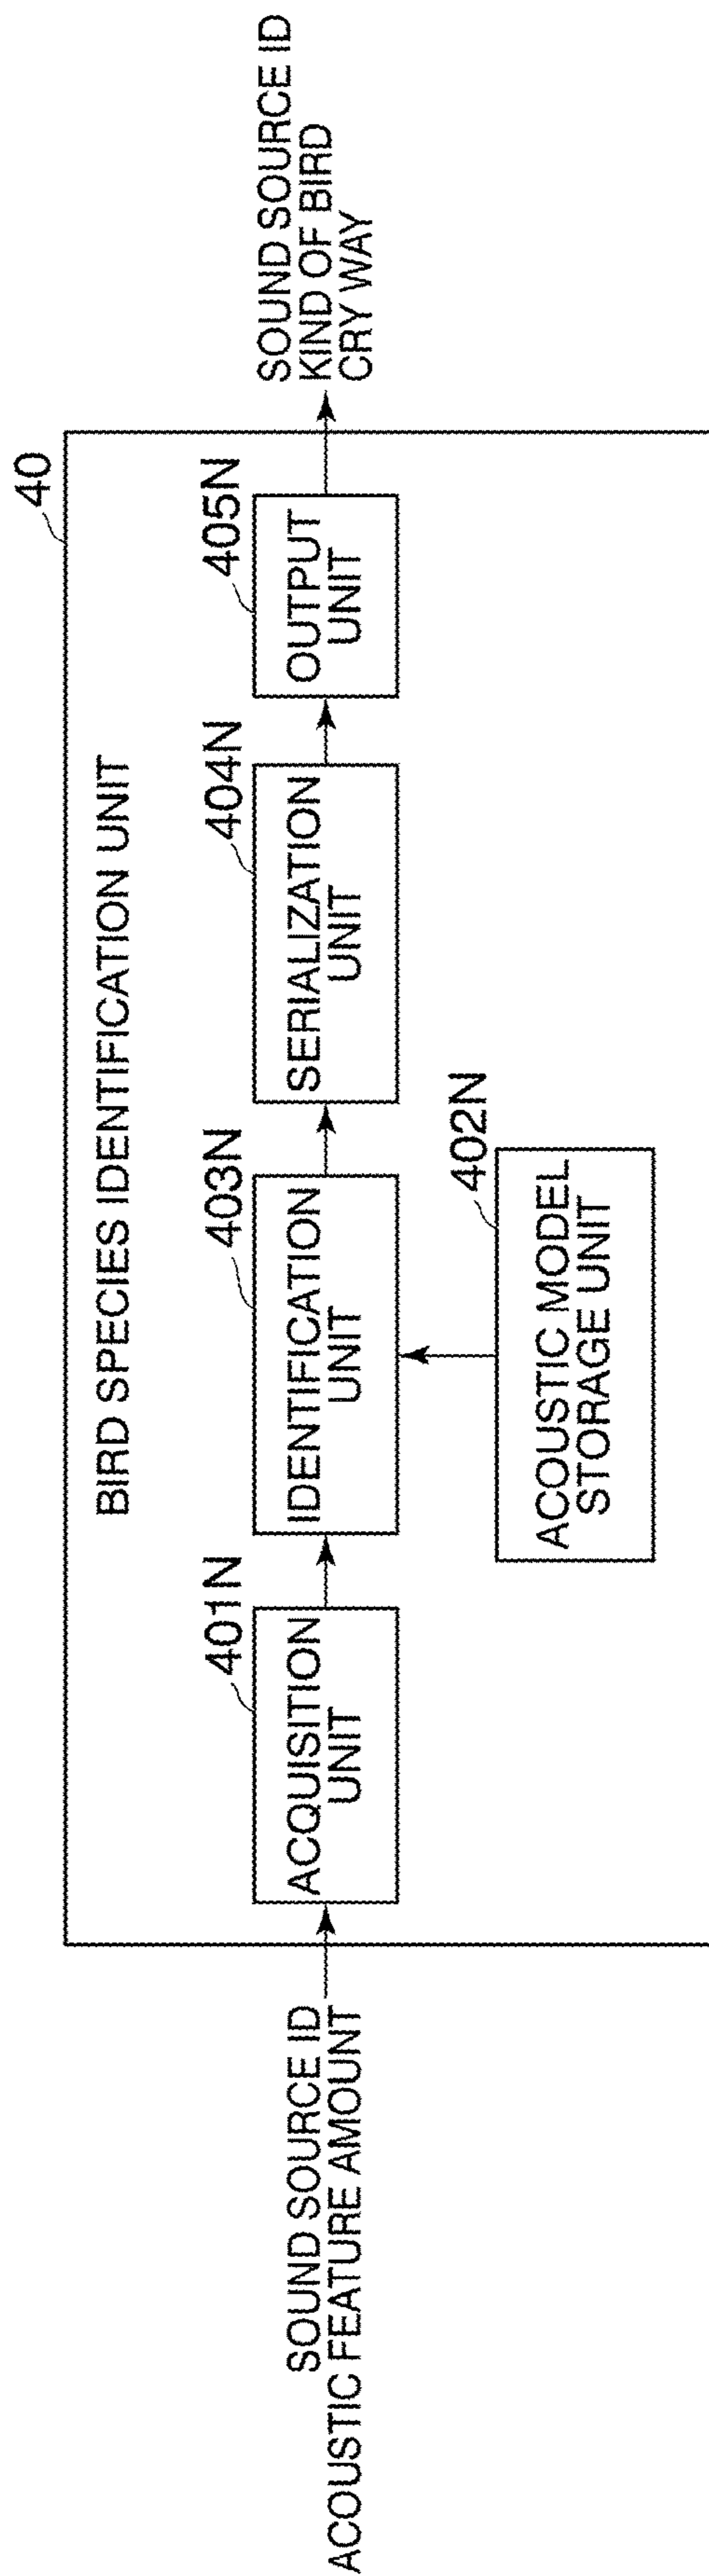 40
BIRD SPECIES IDENTIFICATION UNIT
SOUND SOURCE ID
ACOUSTIC FEATURE AMOUNT
401N
ACQUISITION
UNIT
403N
IDENTIFICATION
UNIT
404N
SERIALIZATION
UNIT
405N
OUTPUT
UNIT
SOUND SOURCE ID
KIND OF BIRD
CRY WAY
402N
ACOUSTIC MODEL
STORAGE UNIT